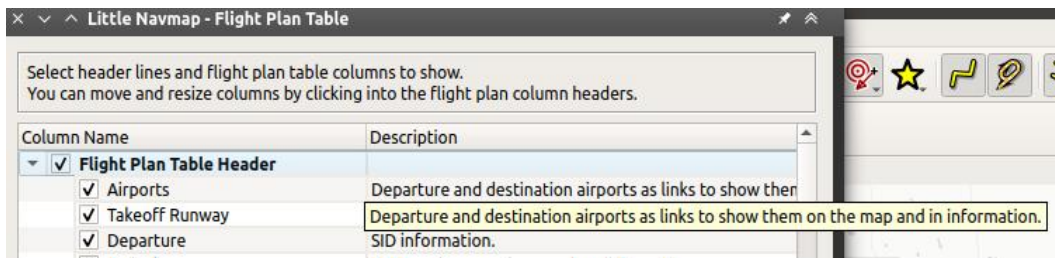 Little Navmap - Flight Plan Table
Select header lines and flight plan table columns to show.
You can move and resize columns by clicking into the flight plan column headers.
Column Name Description
Flight Plan Table Header
Airports Departure and destination airports as links to show then
Takeoff Runway Departure and destination airports as links to show them on the map and in information.
Departure SID information.